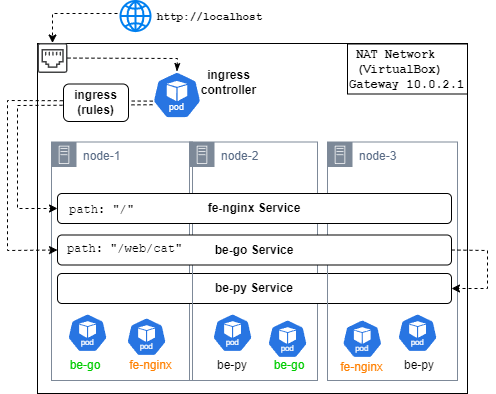 http://localhost
NAT Network
(VirtualBox)
Gateway 10.0.2.1
ingress
controller
pod
ingress
(rules)
node-1
node-2
node-3
path: "/"
fe-nginx Service
path: "/web/cat"
be-go Service
be-py Service
pod
pod
pod
pod
pod
pod
be-go
fe-nginx
be-py
be-go
fe-nginx
be-py